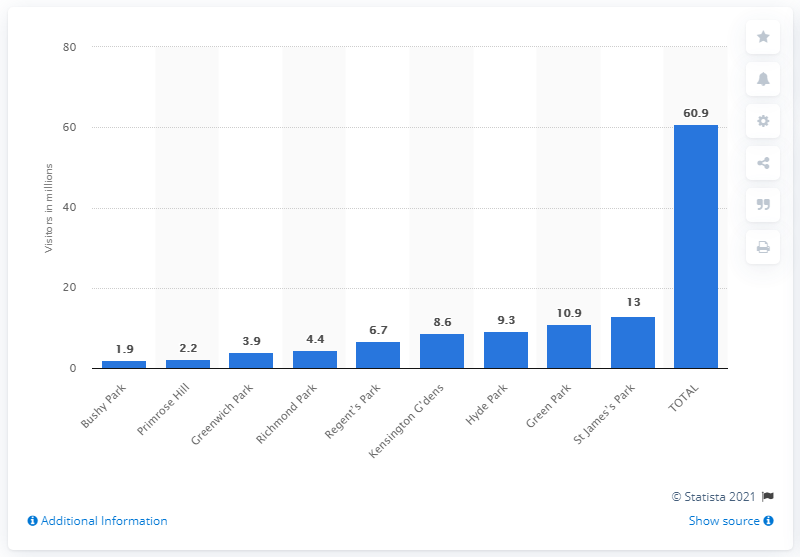 80
60
40
20
0
Visitors in millions
1.9
2.2
3.9
4.4
6.7
8.6
9.3
10.9
13
60.9
Bushy Park
Primrose Hill
Greenwich Park
Richmond Park
Regent's Park
Kensington G'dens
Hyde Park
Green Park
St James's Park
TOTAL
© Statista 2021
Additional Information
Show source